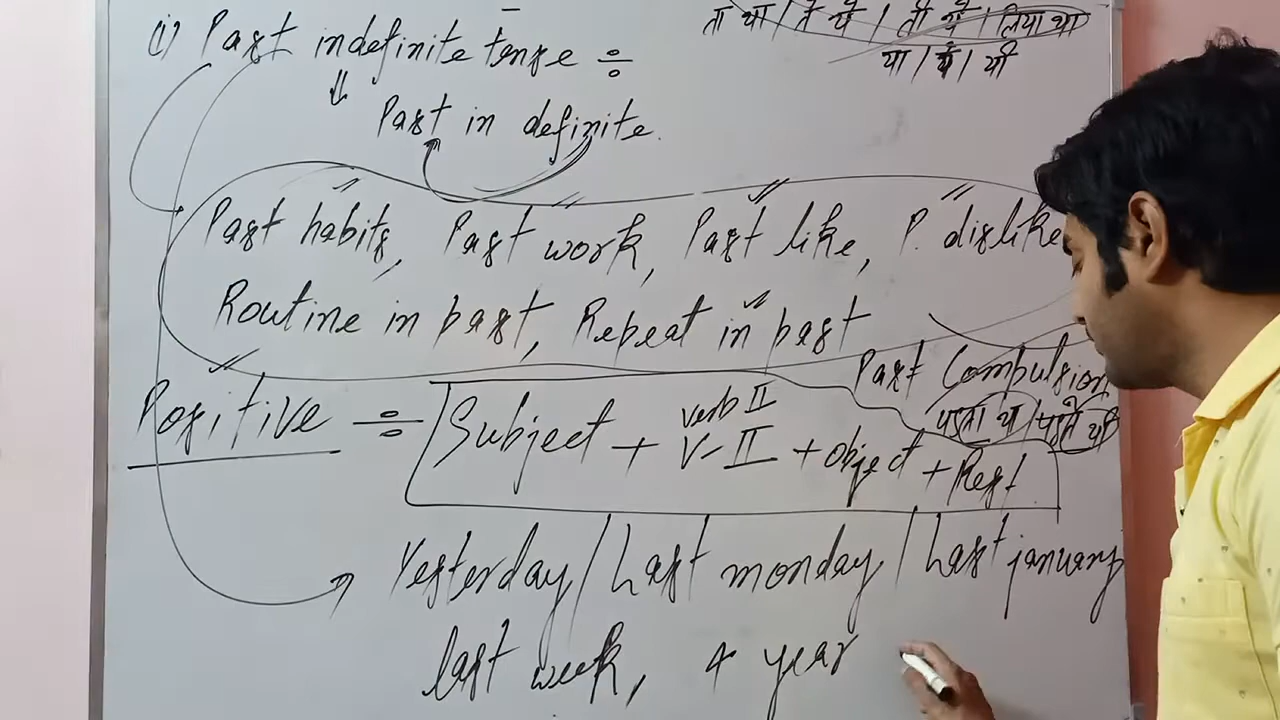 (i) Past indefinite tense ÷
ता था / ते थे / ती थी / लिया था
था / थे / थी
Past in definite.
Past habits, Past work, Past like, P. dislike
Routine in past, Repeat in past
Past Compulsion
पड़ता था / पड़ते थे
Positive ÷ Subject + V-II + object + Rest
verb II
Yesterday / Last monday / Last january
last week, 4 year